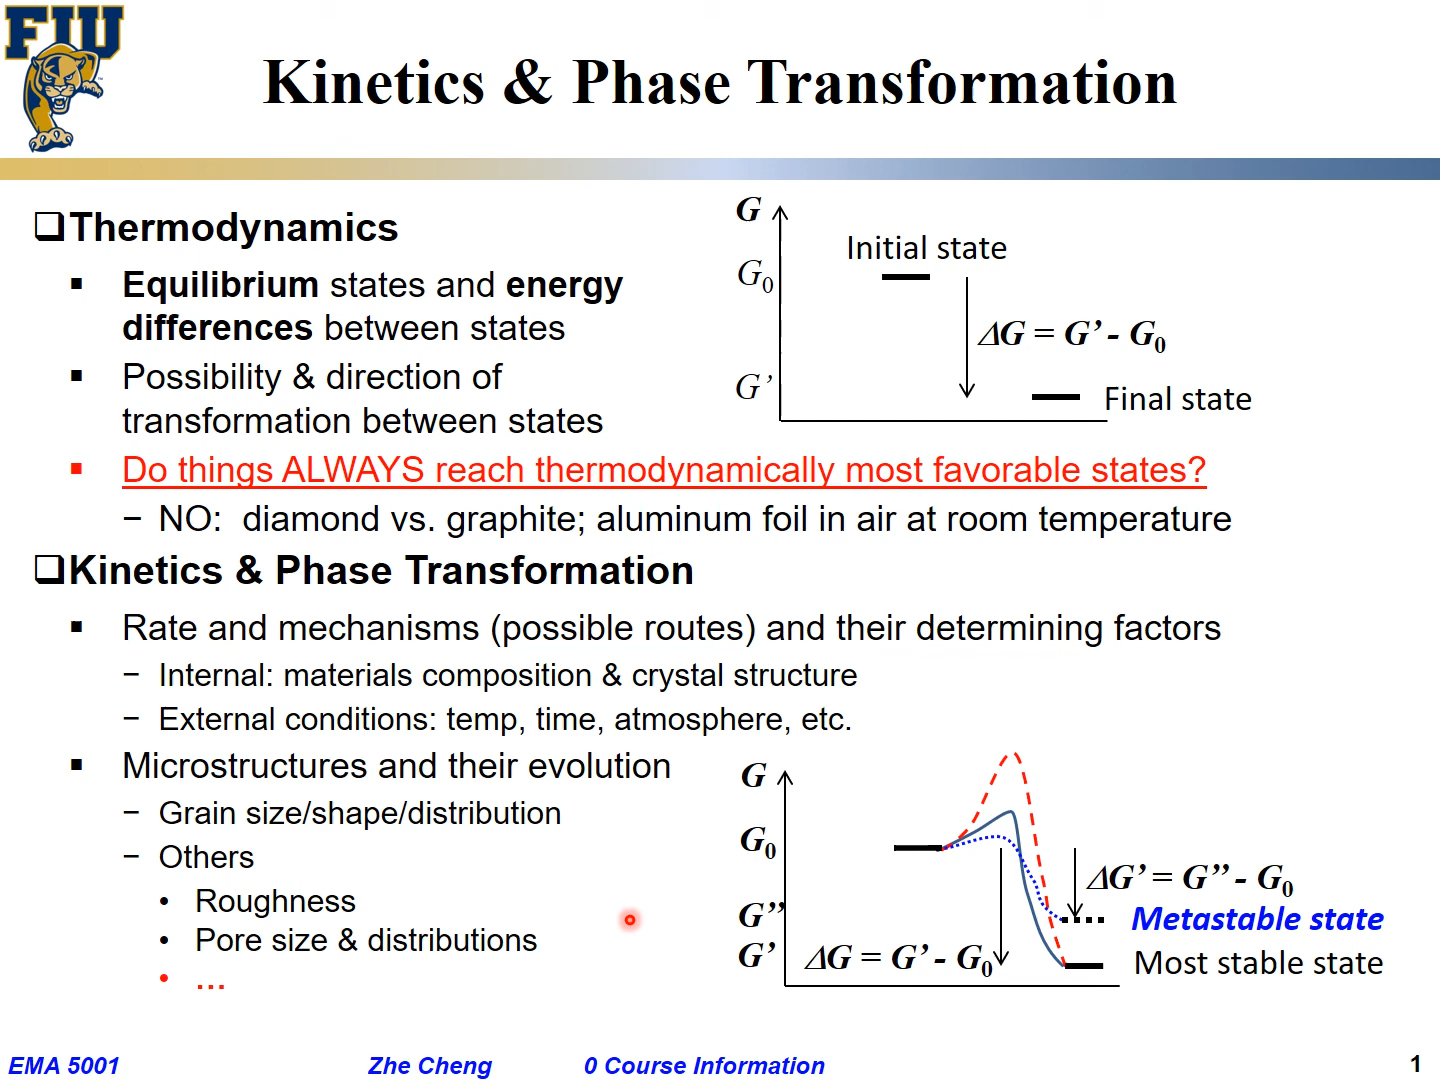 FIU
Kinetics & Phase Transformation
❑Thermodynamics
▪ Equilibrium states and energy
differences between states
▪ Possibility & direction of
transformation between states
▪ Do things ALWAYS reach thermodynamically most favorable states?
− NO:  diamond vs. graphite; aluminum foil in air at room temperature
G
G0
G’
Initial state
ΔG = G’ - G0
Final state
❑Kinetics & Phase Transformation
▪ Rate and mechanisms (possible routes) and their determining factors
− Internal: materials composition & crystal structure
− External conditions: temp, time, atmosphere, etc.
▪ Microstructures and their evolution
− Grain size/shape/distribution
− Others
• Roughness
• Pore size & distributions
• …
G
G0
G’’
G’
ΔG = G’ - G0
ΔG’ = G’’ - G0
Metastable state
Most stable state
EMA 5001
Zhe Cheng
0 Course Information
1